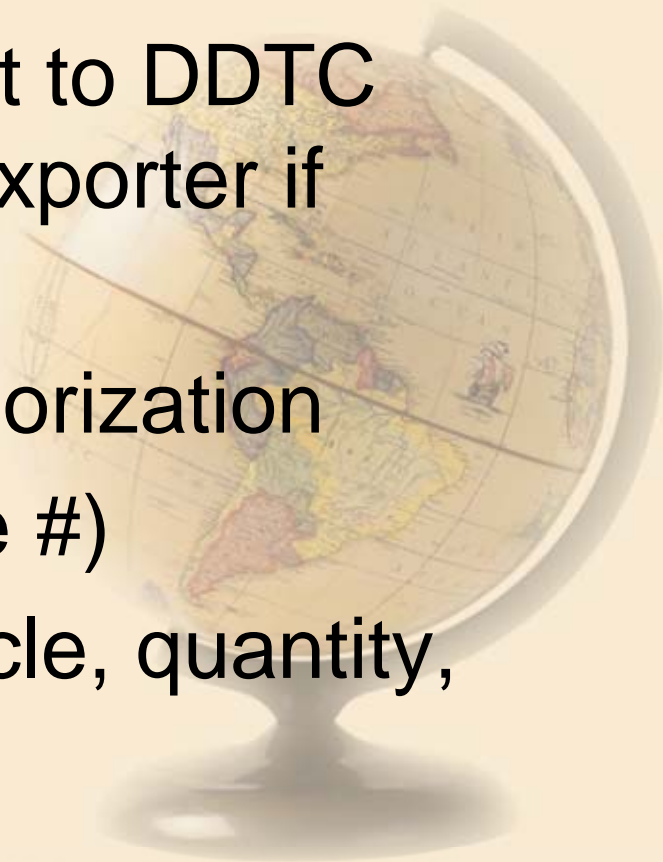 t to DDTC
xporter if
orization
e #)
cle, quantity,